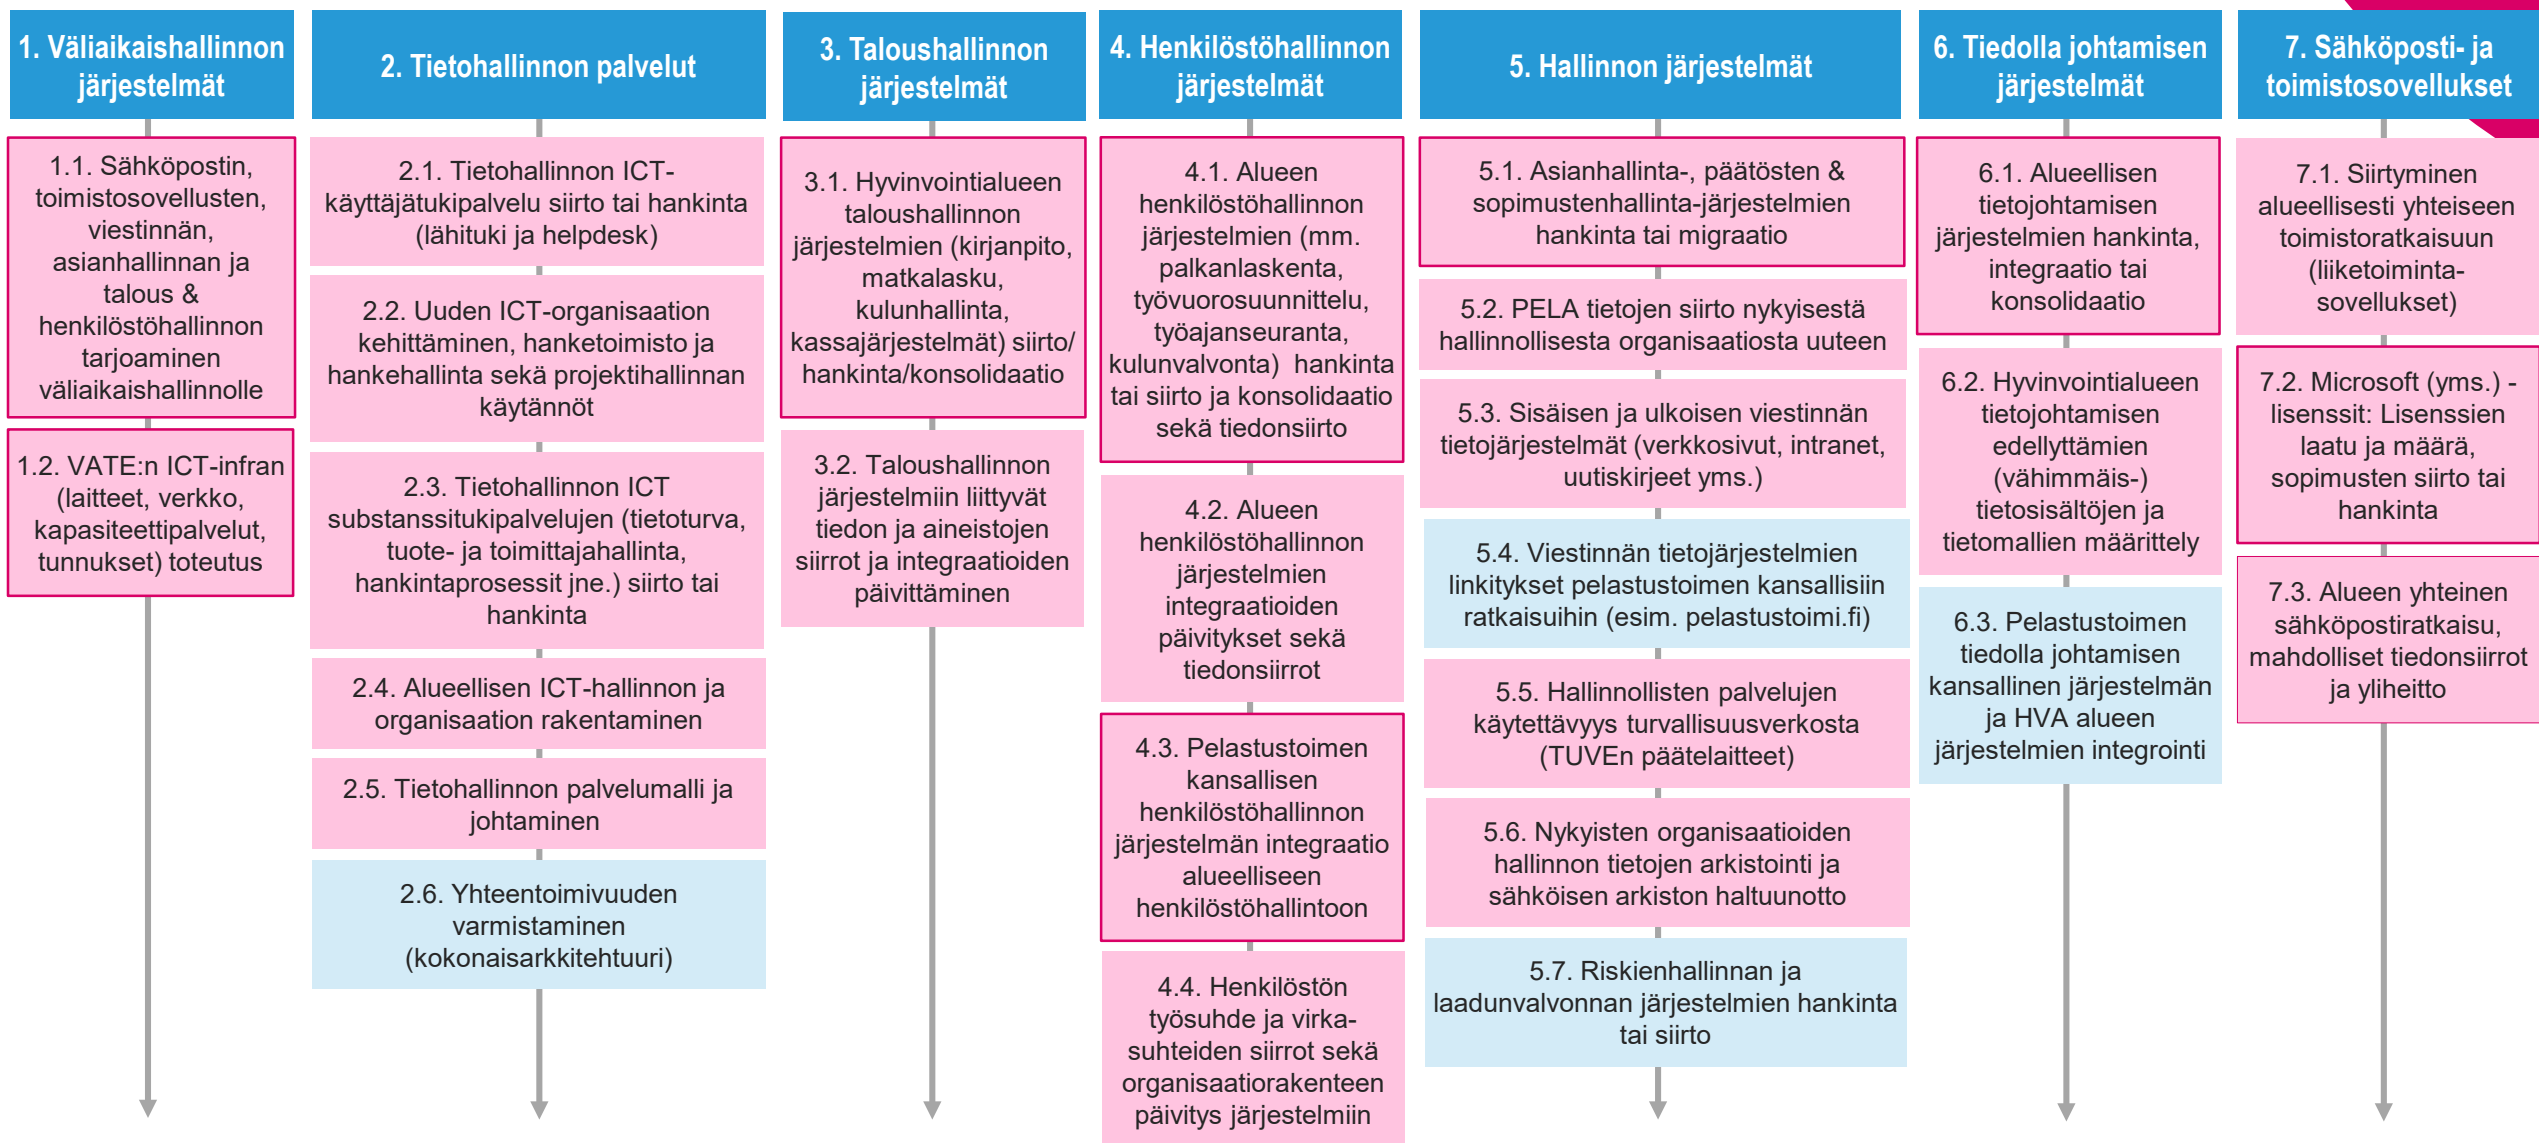 1. Väliaikaishallinnon
järjestelmät
1.1. Sähköpostin,
toimistosovellusten,
viestinnän,
asianhallinnan ja
talous &
henkilöstöhallinnon
tarjoaminen
väliaikaishallinnolle
1.2. VATE:n ICT-infran
(laitteet, verkko,
kapasiteettipalvelut,
tunnukset) toteutus
2. Tietohallinnon palvelut
2.1. Tietohallinnon ICT-
käyttäjätukipalvelu siirto tai hankinta
(lähituki ja helpdesk)
2.2. Uuden ICT-organisaation
kehittäminen, hanketoimisto ja
hankehallinta sekä projektihallinnan
käytännöt
2.3. Tietohallinnon ICT
substanssitukipalvelujen (tietoturva,
tuote- ja toimittajahallinta,
hankintaprosessit jne.) siirto tai
hankinta
2.4. Alueellisen ICT-hallinnon ja
organisaation rakentaminen
2.5. Tietohallinnon palvelumalli ja
johtaminen
2.6. Yhteentoimivuuden
varmistaminen
(kokonaisarkkitehtuuri)
3. Taloushallinnon
järjestelmät
3.1. Hyvinvointialueen
taloushallinnon
järjestelmien (kirjanpito,
matkalasku,
kulunhallinta,
kassajärjestelmät) siirto/
hankinta/konsolidaatio
3.2. Taloushallinnon
järjestelmiin liittyvät
tiedon ja aineistojen
siirrot ja integraatioiden
päivittäminen
4. Henkilöstöhallinnon
järjestelmät
4.1. Alueen
henkilöstöhallinnon
järjestelmien (mm.
palkanlaskenta,
työvuorosuunnittelu,
työajanseuranta,
kulunvalvonta)  hankinta
tai siirto ja konsolidaatio
sekä tiedonsiirto
4.2. Alueen
henkilöstöhallinnon
järjestelmien
integraatioiden
päivitykset sekä
tiedonsiirrot
4.3. Pelastustoimen
kansallisen
henkilöstöhallinnon
järjestelmän integraatio
alueelliseen
henkilöstöhallintoon
4.4. Henkilöstön
työsuhde ja virka-
suhteiden siirrot sekä
organisaatiorakenteen
päivitys järjestelmiin
5. Hallinnon järjestelmät
5.1. Asianhallinta-, päätösten &
sopimustenhallinta-järjestelmien
hankinta tai migraatio
5.2. PELA tietojen siirto nykyisestä
hallinnollisesta organisaatiosta uuteen
5.3. Sisäisen ja ulkoisen viestinnän
tietojärjestelmät (verkkosivut, intranet,
uutiskirjeet yms.)
5.4. Viestinnän tietojärjestelmien
linkitykset pelastustoimen kansallisiin
ratkaisuihin (esim. pelastustoimi.fi)
5.5. Hallinnollisten palvelujen
käytettävyys turvallisuusverkosta
(TUVEn päätelaitteet)
5.6. Nykyisten organisaatioiden
hallinnon tietojen arkistointi ja
sähköisen arkiston haltuunotto
5.7. Riskienhallinnan ja
laadunvalvonnan järjestelmien hankinta
tai siirto
6. Tiedolla johtamisen
järjestelmät
6.1. Alueellisen
tietojohtamisen
järjestelmien hankinta,
integraatio tai
konsolidaatio
6.2. Hyvinvointialueen
tietojohtamisen
edellyttämien
(vähimmäis-)
tietosisältöjen ja
tietomallien määrittely
6.3. Pelastustoimen
tiedolla johtamisen
kansallinen järjestelmän
ja HVA alueen
järjestelmien integrointi
7. Sähköposti- ja
toimistosovellukset
7.1. Siirtyminen
alueellisesti yhteiseen
toimistoratkaisuun
(liiketoiminta-
sovellukset)
7.2. Microsoft (yms.) -
lisenssit: Lisenssien
laatu ja määrä,
sopimusten siirto tai
hankinta
7.3. Alueen yhteinen
sähköpostiratkaisu,
mahdolliset tiedonsiirrot
ja yliheitto